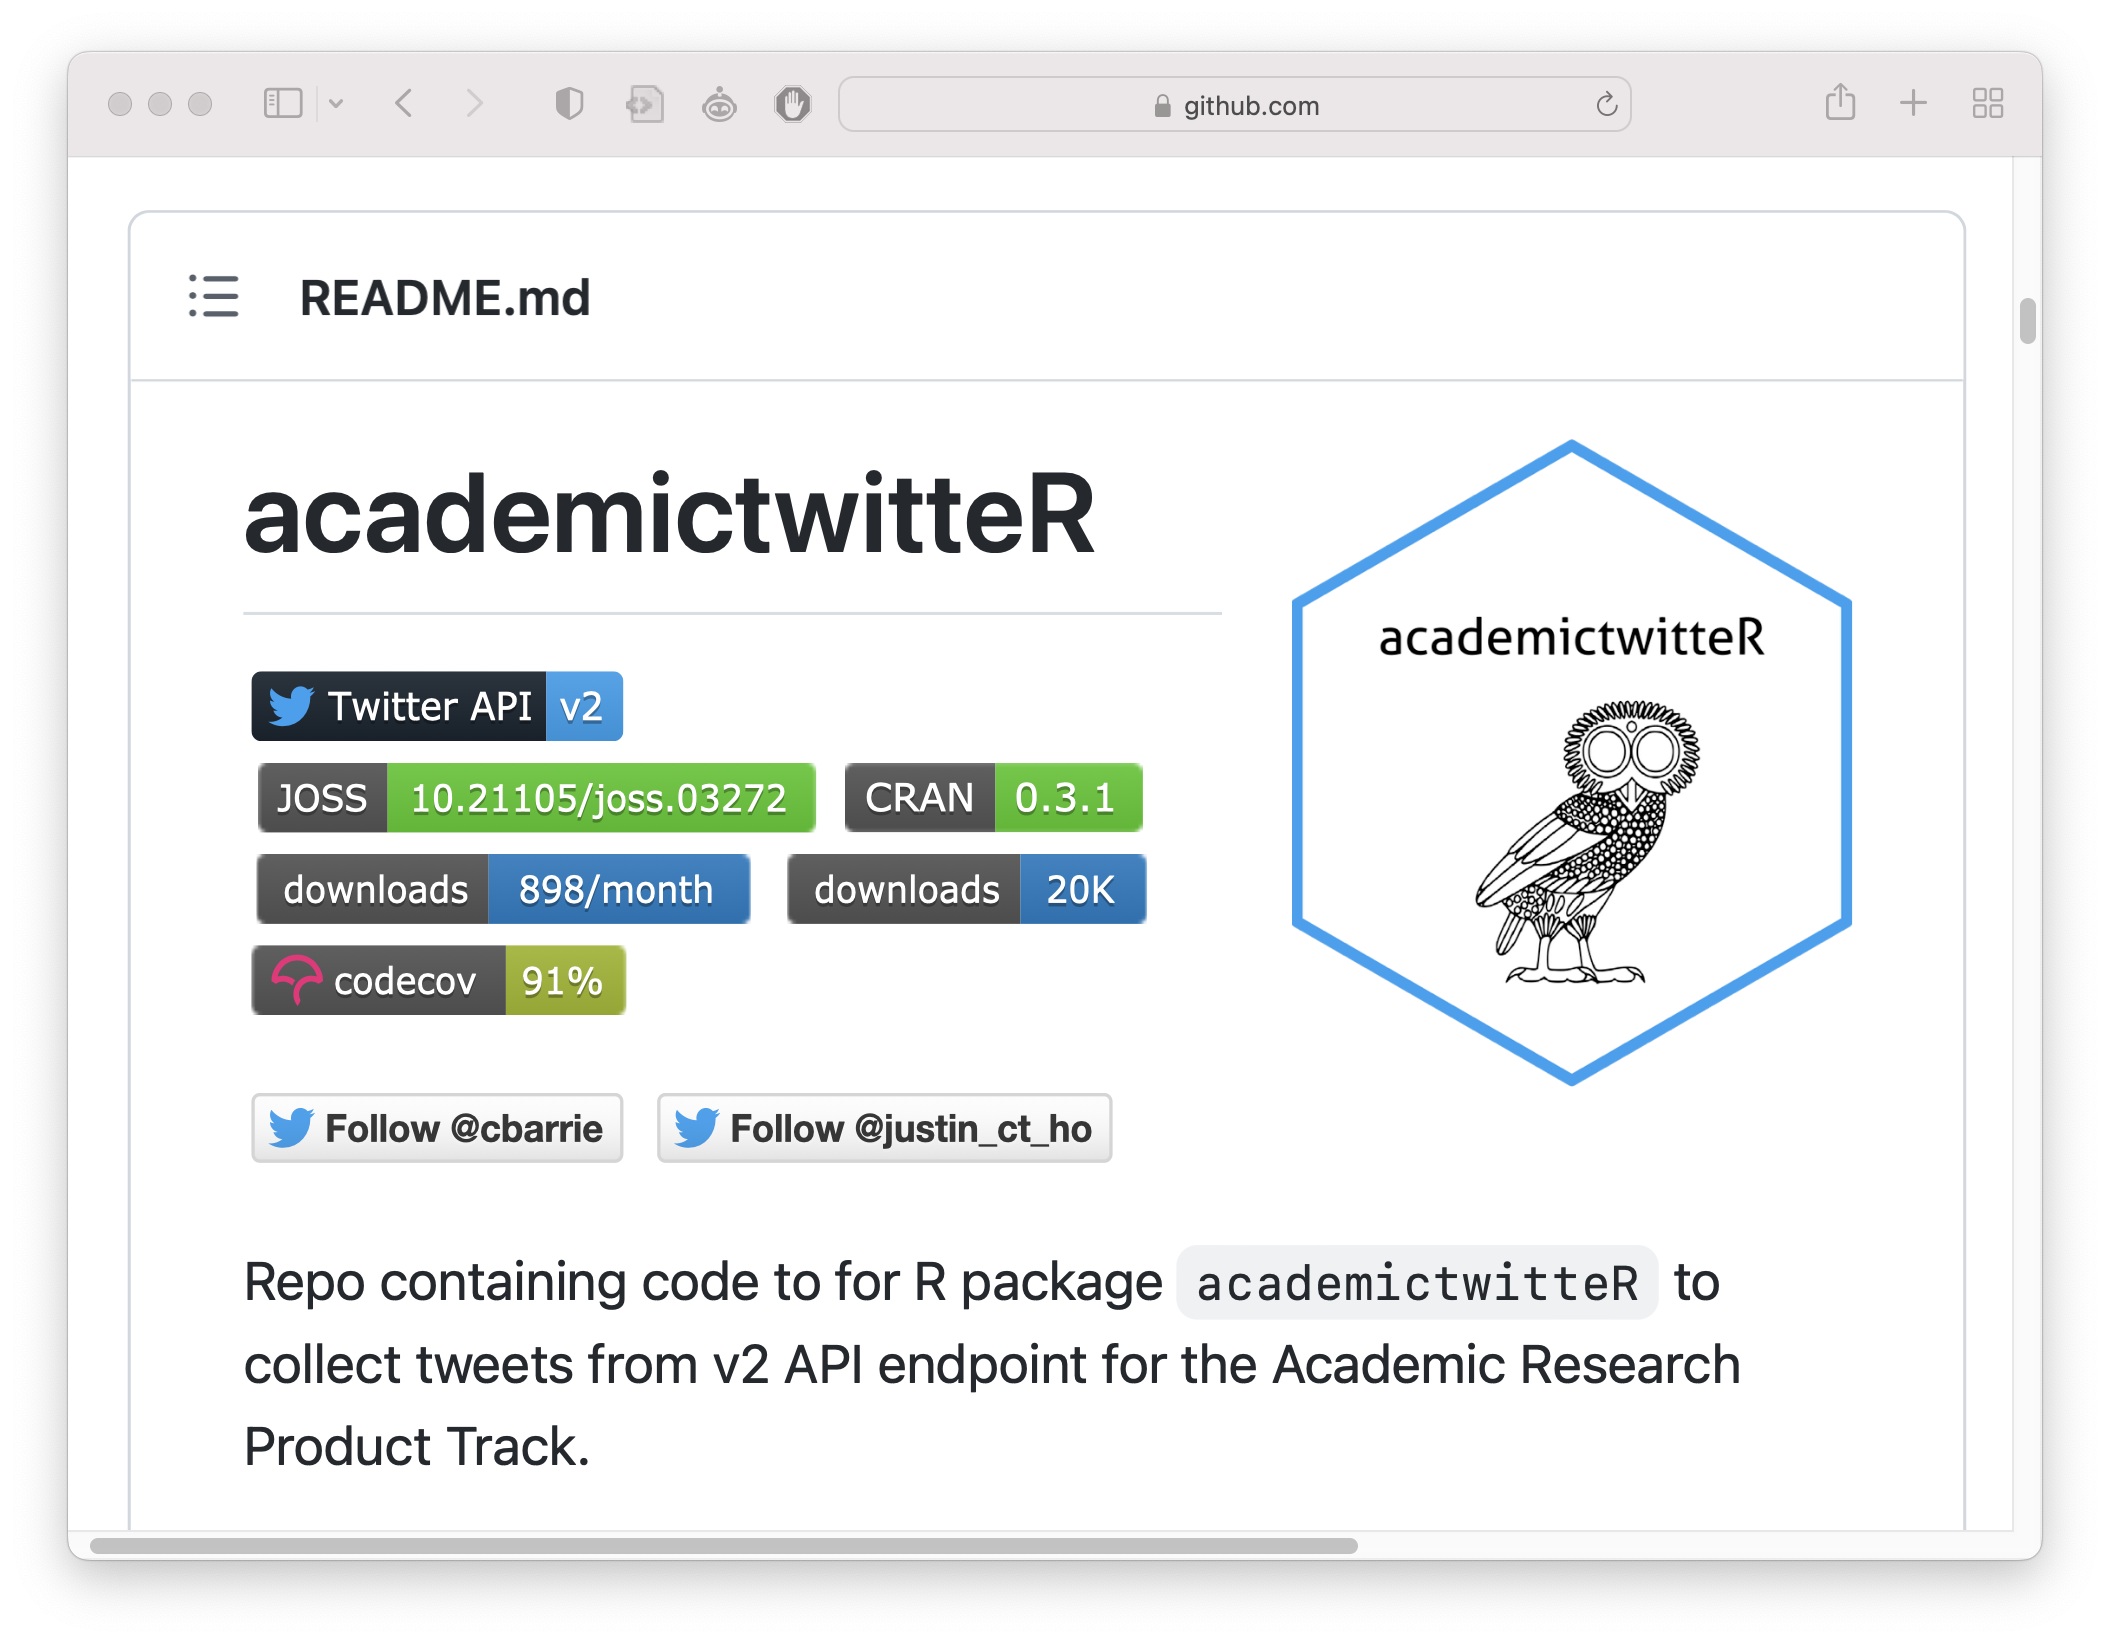 github.com
README.md
academictwitteR
Twitter API v2
JOSS 10.21105/joss.03272 CRAN 0.3.1
downloads 898/month downloads 20K
codecov 91%
Follow @cbarrie Follow @justin_ct_ho
academictwitteR
Repo containing code to for R package academictwitteR to
collect tweets from v2 API endpoint for the Academic Research
Product Track.